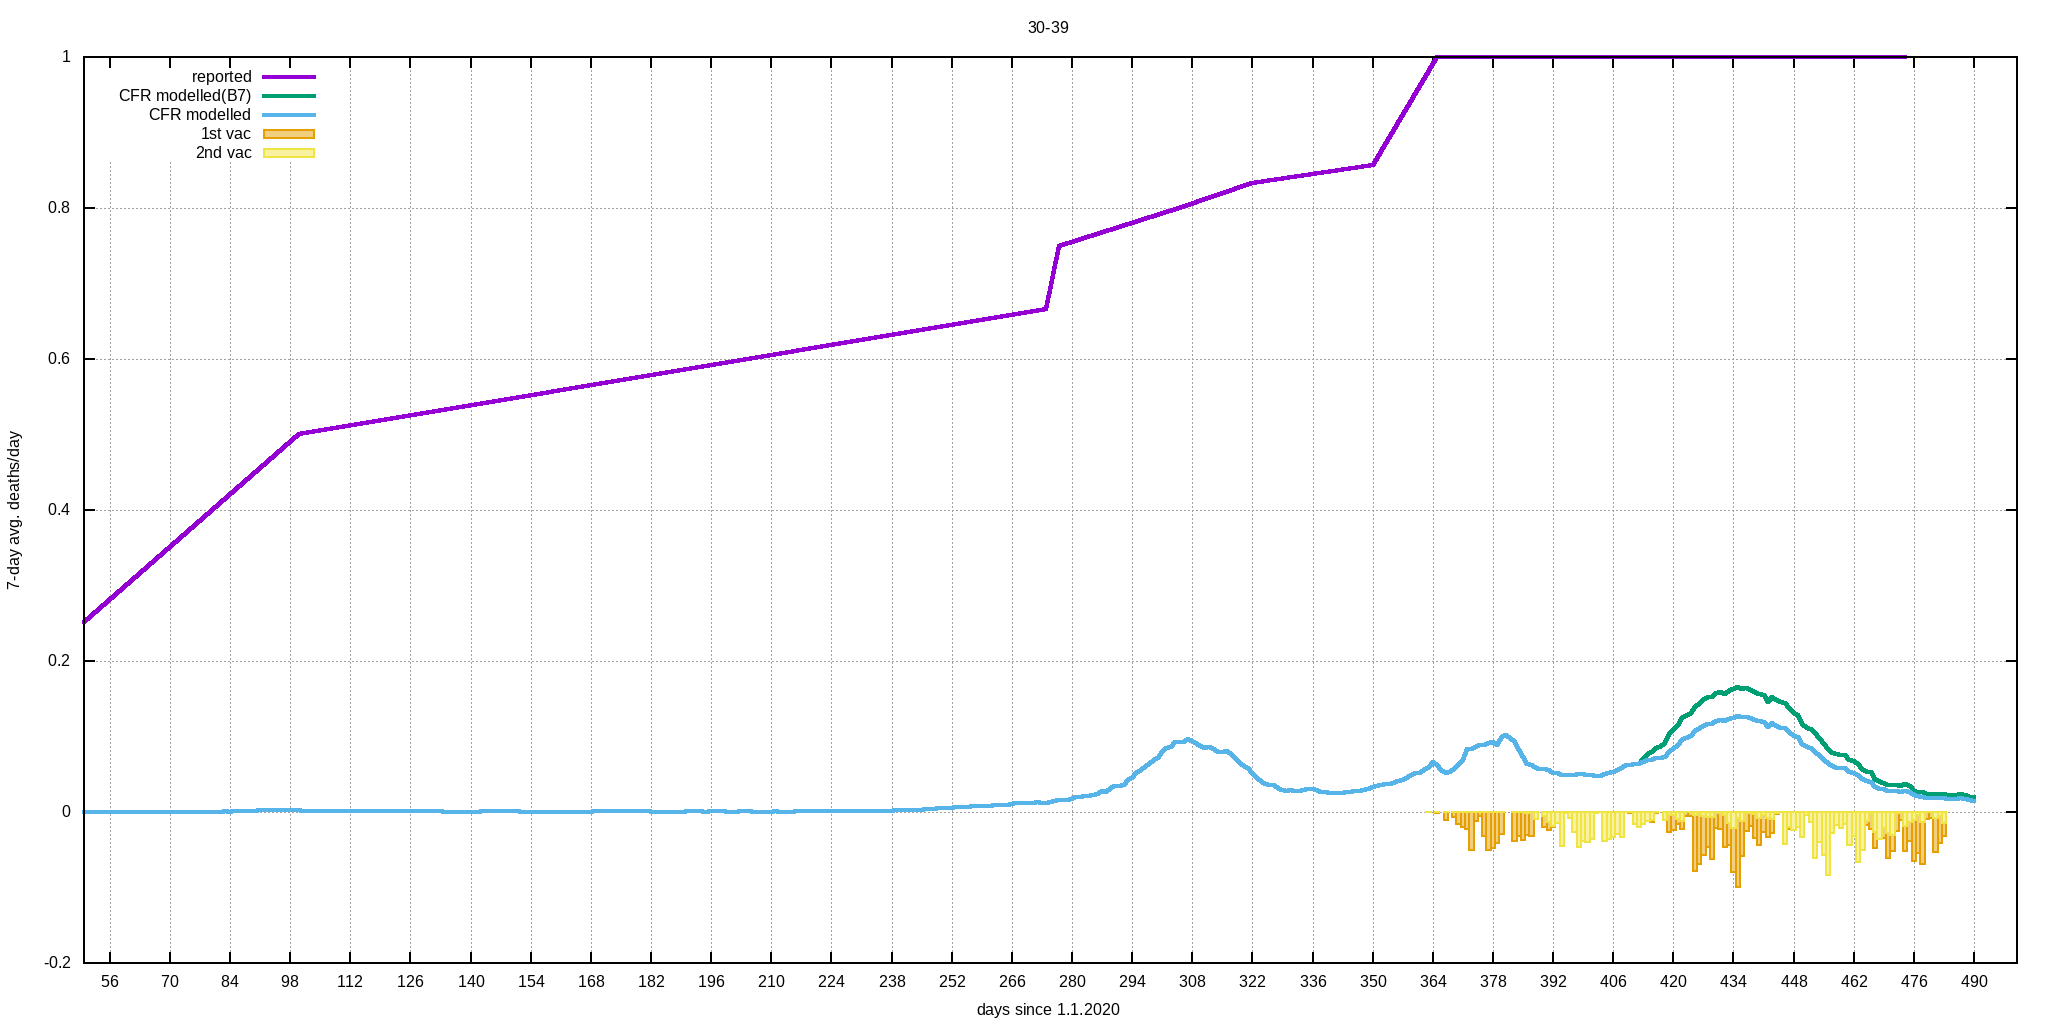 30-39
1
reported
CFR modelled(B7)
CFR modelled
1st vac
2nd vac
0.8
0.6
0.4
0.2
0
-0.2
7-day avg. deaths/day
56 70 84 98 112 126 140 154 168 182 196 210 224 238 252 266 280 294 308 322 336 350 364 378 392 406 420 434 448 462 476 490
days since 1.1.2020